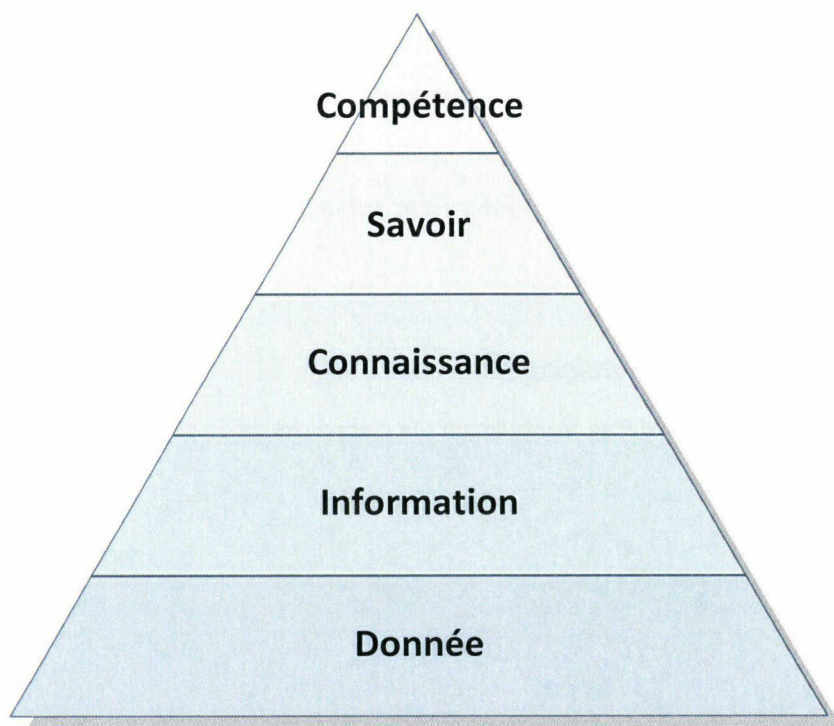 Compétence
Savoir
Connaissance
Information
Donnée